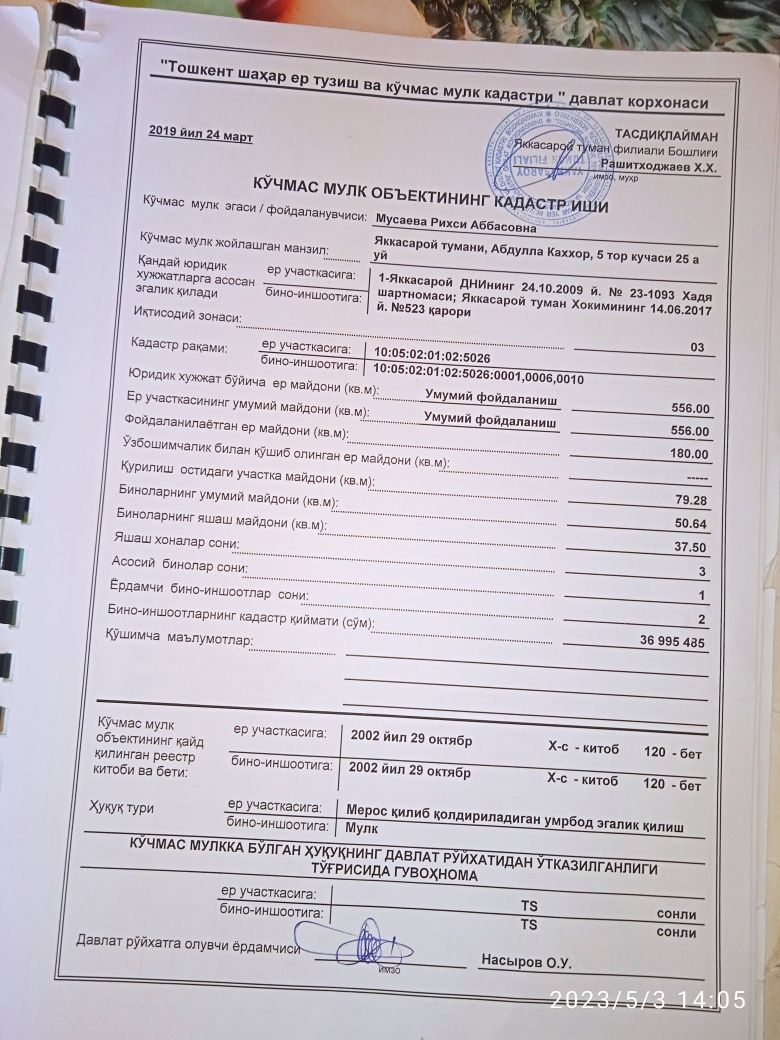 "Тошкент шаҳар ер тузиш ва кўчмас мулк кадастри " давлат корхонаси
2019 йил 24 март
ТАСДИҚЛАЙМАН
Яккасарой туман филиали Бошлиғи
Рашитходжаев Х.Х.
имзо, муҳр
YAKKASAROY
TUMAN FILIALI
КЎЧМАС МУЛК ОБЪЕКТИНИНГ КАДАСТР ИШИ
Кўчмас мулк эгаси / фойдаланувчиси: Мусаева Рихси Аббасовна
Кўчмас мулк жойлашган манзил: Яккасарой тумани, Абдулла Каххор, 5 тор кучаси 25 а
уй
Қандай юридик
хужжатларга асосан
эгалик қилади
ер участкасига:
бино-иншоотига:
1-Яккасарой ДНИнинг 24.10.2009 й. № 23-1093 Хадя
шартномаси; Яккасарой туман Хокимининг 14.06.2017
й. №523 қарори
Иқтисодий зонаси: 03
Кадастр рақами: ер участкасига: 10:05:02:01:02:5026
бино-иншоотига: 10:05:02:01:02:5026:0001,0006,0010
Юридик хужжат бўйича ер майдони (кв.м): Умумий фойдаланиш 556.00
Ер участкасининг умумий майдони (кв.м): Умумий фойдаланиш 556.00
Фойдаланилаётган ер майдони (кв.м): 180.00
Ўзбошимчалик билан қўшиб олинган ер майдони (кв.м): -----
Қурилиш остидаги участка майдони (кв.м): 79.28
Биноларнинг умумий майдони (кв.м): 50.64
Биноларнинг яшаш майдони (кв.м): 37.50
Яшаш хоналар сони: 3
Асосий бинолар сони: 1
Ёрдамчи бино-иншоотлар сони: 2
Бино-иншоотларнинг кадастр қиймати (сўм): 36 995 485
Қўшимча маълумотлар:
Кўчмас мулк
объектининг қайд
қилинган реестр
китоби ва бети:
ер участкасига: 2002 йил 29 октябр Х-с - китоб 120 - бет
бино-иншоотига: 2002 йил 29 октябр Х-с - китоб 120 - бет
Ҳуқуқ тури ер участкасига: Мерос қилиб қолдириладиган умрбод эгалик қилиш
бино-иншоотига: Мулк
КЎЧМАС МУЛККА БЎЛГАН ҲУҚУҚНИНГ ДАВЛАТ РЎЙХАТИДАН ЎТКАЗИЛГАНЛИГИ
ТЎҒРИСИДА ГУВОҲНОМА
ер участкасига: TS сонли
бино-иншоотига: TS сонли
Давлат рўйхатга олувчи ёрдамчиси Насыров О.У.
имзо
2023/5/3 14:05